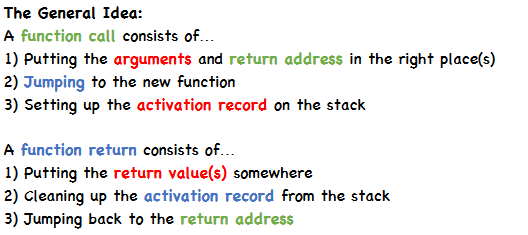 The General Idea:
A function call consists of...
1) Putting the arguments and return address in the right place(s)
2) Jumping to the new function
3) Setting up the activation record on the stack
A function return consists of...
1) Putting the return value(s) somewhere
2) Cleaning up the activation record from the stack
3) Jumping back to the return address